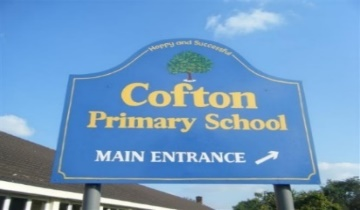 Happy and Successful
Cofton
Primary School
MAIN ENTRANCE